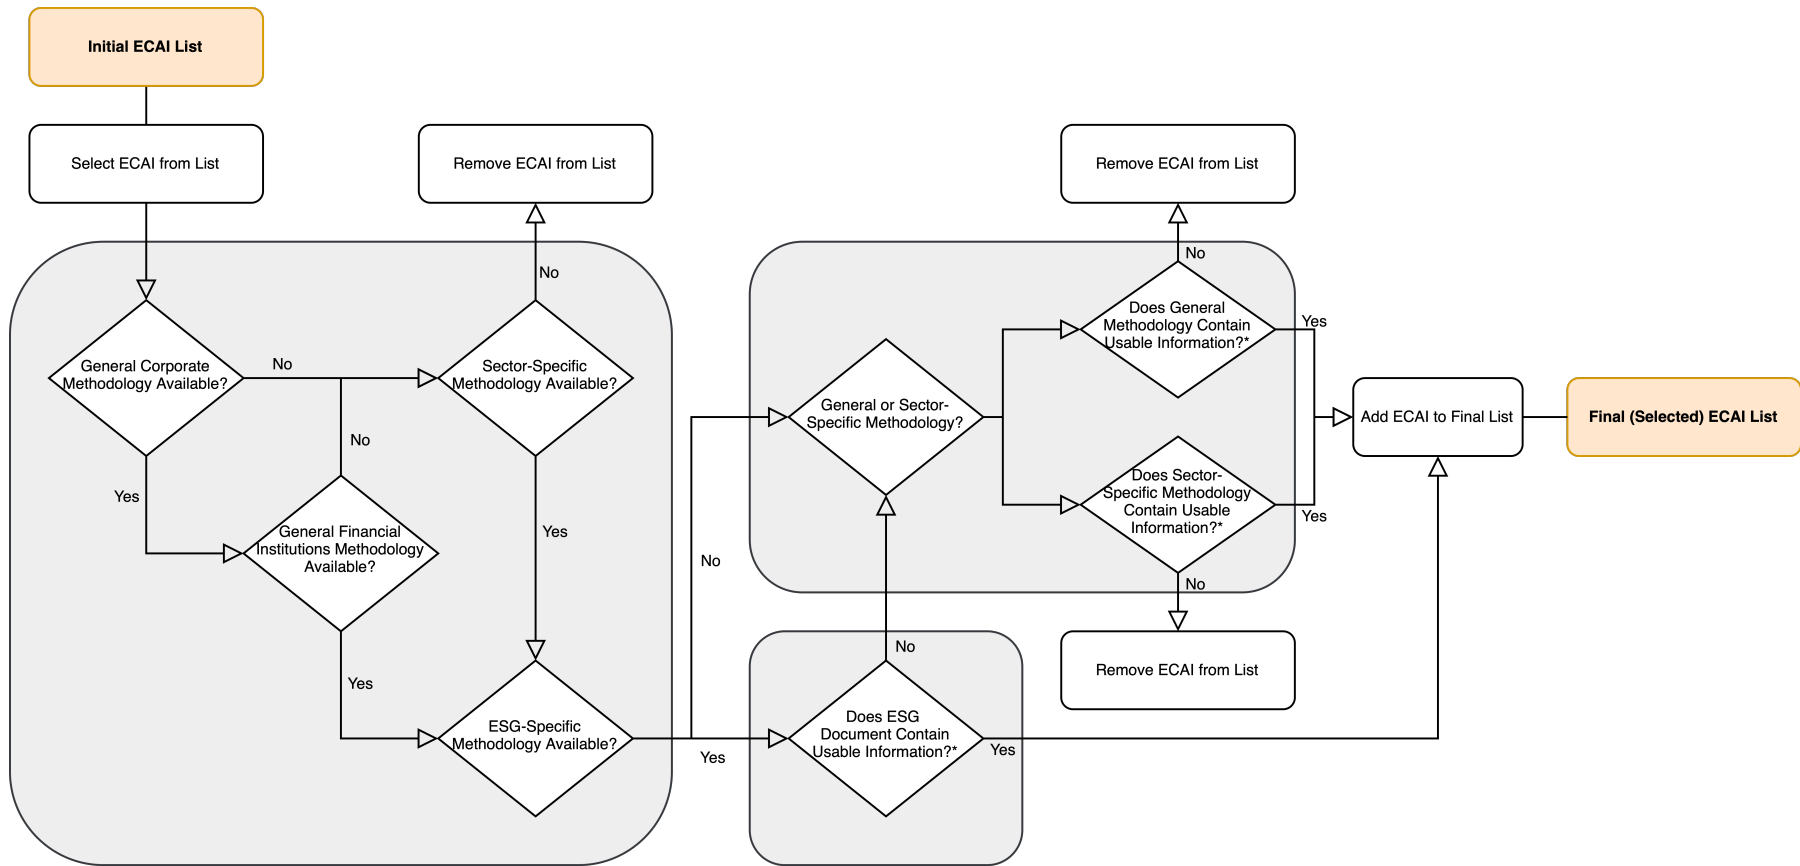 Initial ECAI List
Select ECAI from List
Remove ECAI from List
Remove ECAI from List
No
No
General Corporate
Methodology Available?
No
Sector-Specific
Methodology Available?
Does General
Methodology Contain
Usable Information?*
Yes
General or Sector-
Specific Methodology?
Add ECAI to Final List
Final (Selected) ECAI List
No
Yes
General Financial
Institutions Methodology
Available?
Yes
Does Sector-
Specific Methodology
Contain Usable
Information?*
Yes
No
No
Yes
No
Remove ECAI from List
ESG-Specific
Methodology Available?
Yes
Does ESG
Document Contain
Usable Information?*
Yes